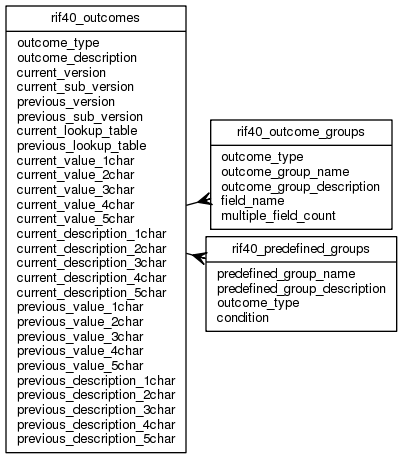 rif40_outcomes
outcome_type
outcome_description
current_version
current_sub_version
previous_version
previous_sub_version
current_lookup_table
previous_lookup_table
current_value_1char
current_value_2char
current_value_3char
current_value_4char
current_value_5char
current_description_1char
current_description_2char
current_description_3char
current_description_4char
current_description_5char
previous_value_1char
previous_value_2char
previous_value_3char
previous_value_4char
previous_value_5char
previous_description_1char
previous_description_2char
previous_description_3char
previous_description_4char
previous_description_5char
rif40_outcome_groups
outcome_type
outcome_group_name
outcome_group_description
field_name
multiple_field_count
rif40_predefined_groups
predefined_group_name
predefined_group_description
outcome_type
condition